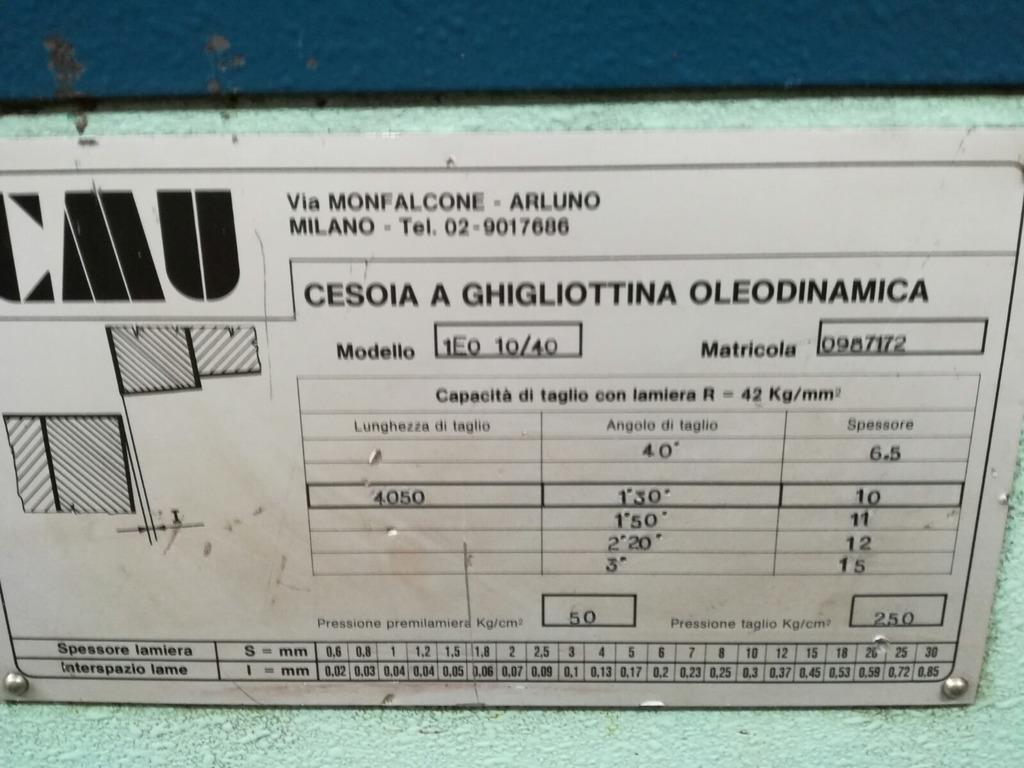 CMU
Via MONFALCONE - ARLUNO
MILANO - Tel. 02-9017686
CESOIA A GHIGLIOTTINA OLEODINAMICA
Modello 1E0 10/40 Matricola 0987172
Capacità di taglio con lamiera R = 42 Kg/mm²
Lunghezza di taglio Angolo di taglio Spessore
40' 6.5
4050 1°30' 10
1°50' 11
2°20' 12
3° 15
I
Pressione premilamiera Kg/cm² 50 Pressione taglio Kg/cm² 250
Spessore lamiera S = mm 0,6 0,8 1 1,2 1,5 1,8 2 2,5 3 4 5 6 7 8 10 12 15 18 20 25 30
Interspazio lame I = mm 0,02 0,03 0,04 0,04 0,05 0,06 0,07 0,09 0,1 0,13 0,17 0,2 0,23 0,25 0,3 0,37 0,45 0,53 0,59 0,72 0,85